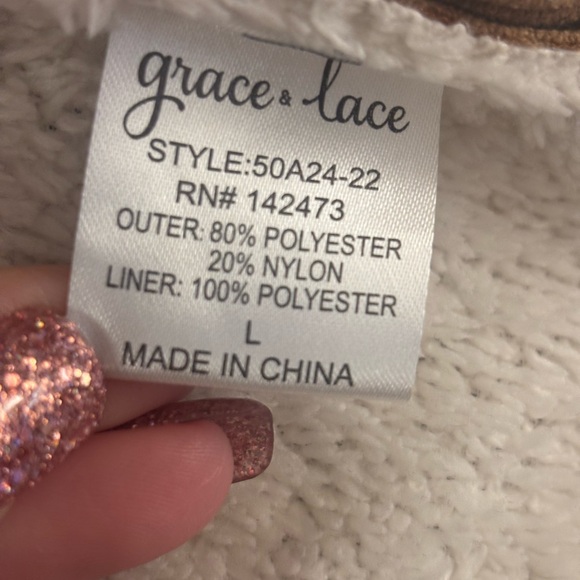 grace & lace
STYLE:50A24-22
RN# 142473
OUTER: 80% POLYESTER
20% NYLON
LINER: 100% POLYESTER
L
MADE IN CHINA